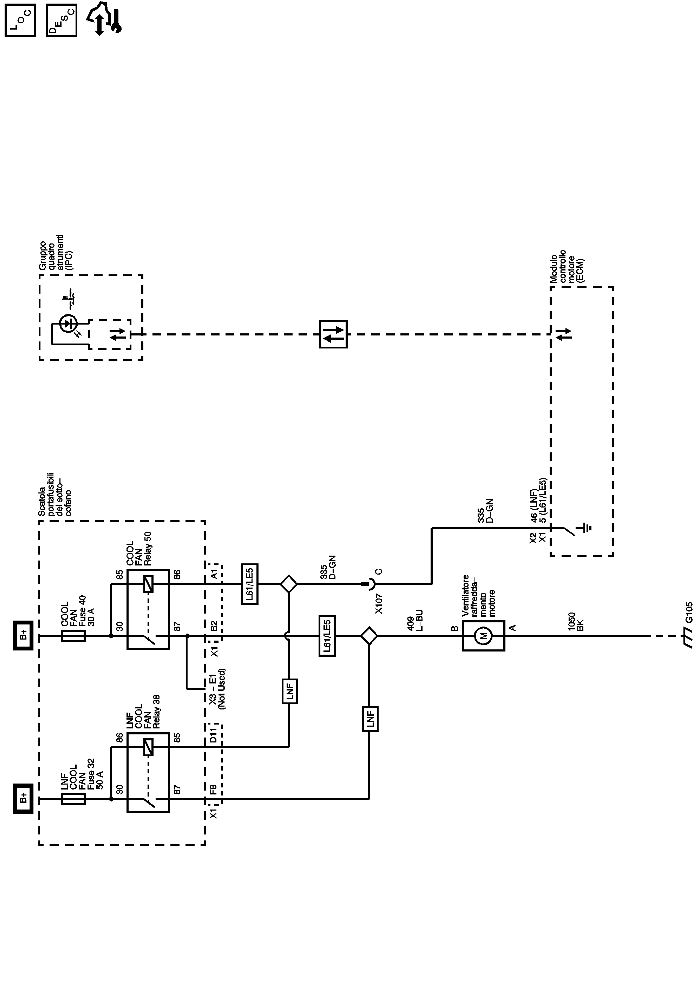 LOC
DESC
Gruppo
quadro
strumenti
(IPC)
Modulo
controllo
motore
(ECM)
Scatola
portafusibili
del sotto–
cofano
B+
COOL
FAN
Fuse 40
30 A
85
30
COOL
FAN
Relay 50
86
87
A1
B2
X1
X3 – E1
(Not Used)
L61/LE5
L61/LE5
335
D–GN
X107
C
335
D–GN
X2
X1
46 (LNF)
5 (L61/LE5)
409
L–BU
B
Ventilatore
raffredda–
mento
motore
M
A
1050
BK
G105
LNF
LNF
B+
LNF
COOL
FAN
Fuse 32
50 A
86
30
LNF
COOL
FAN
Relay 38
85
87
D11
F9
X1